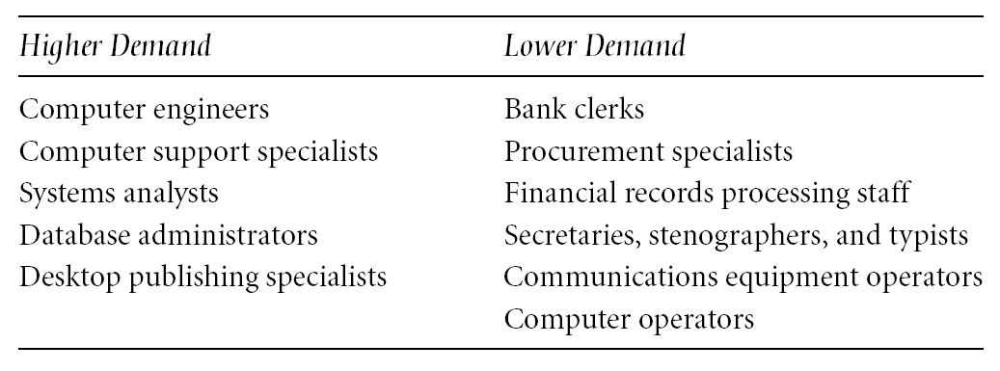 Higher Demand Lower Demand
Computer engineers Bank clerks
Computer support specialists Procurement specialists
Systems analysts Financial records processing staff
Database administrators Secretaries, stenographers, and typists
Desktop publishing specialists Communications equipment operators
Computer operators